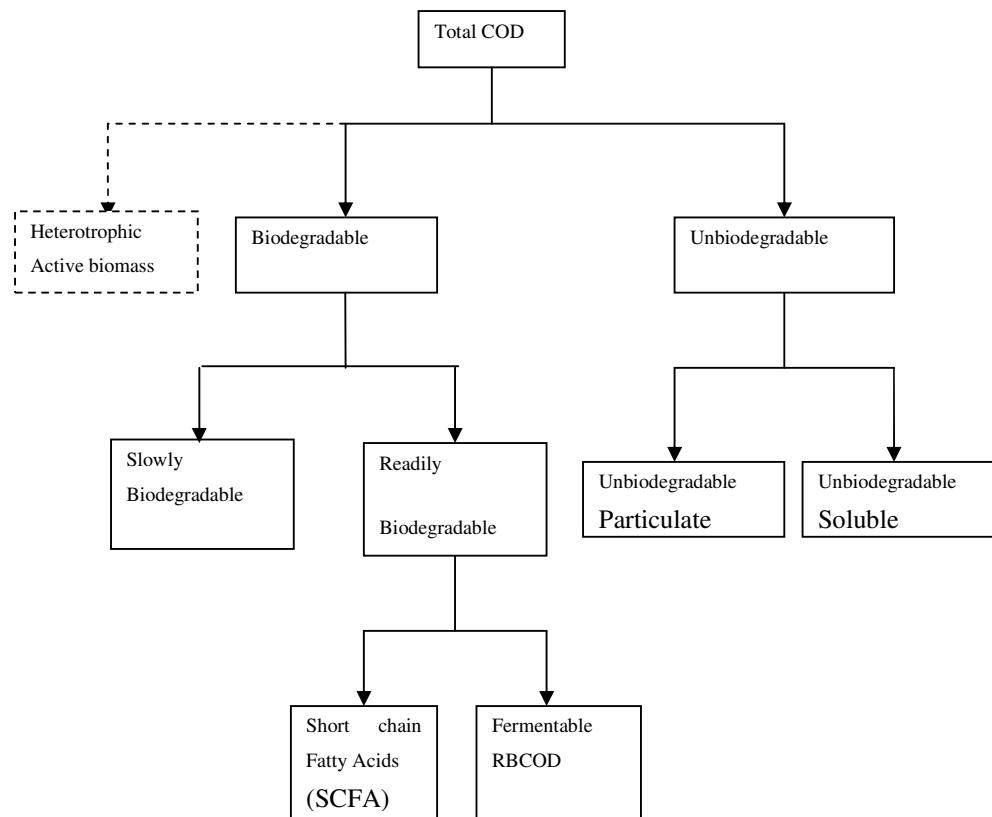 Total COD
Heterotrophic
Active biomass
Biodegradable
Unbiodegradable
Slowly
Biodegradable
Readily
Biodegradable
Unbiodegradable
Particulate
Unbiodegradable
Soluble
Short chain
Fatty Acids
(SCFA)
Fermentable
RBCOD